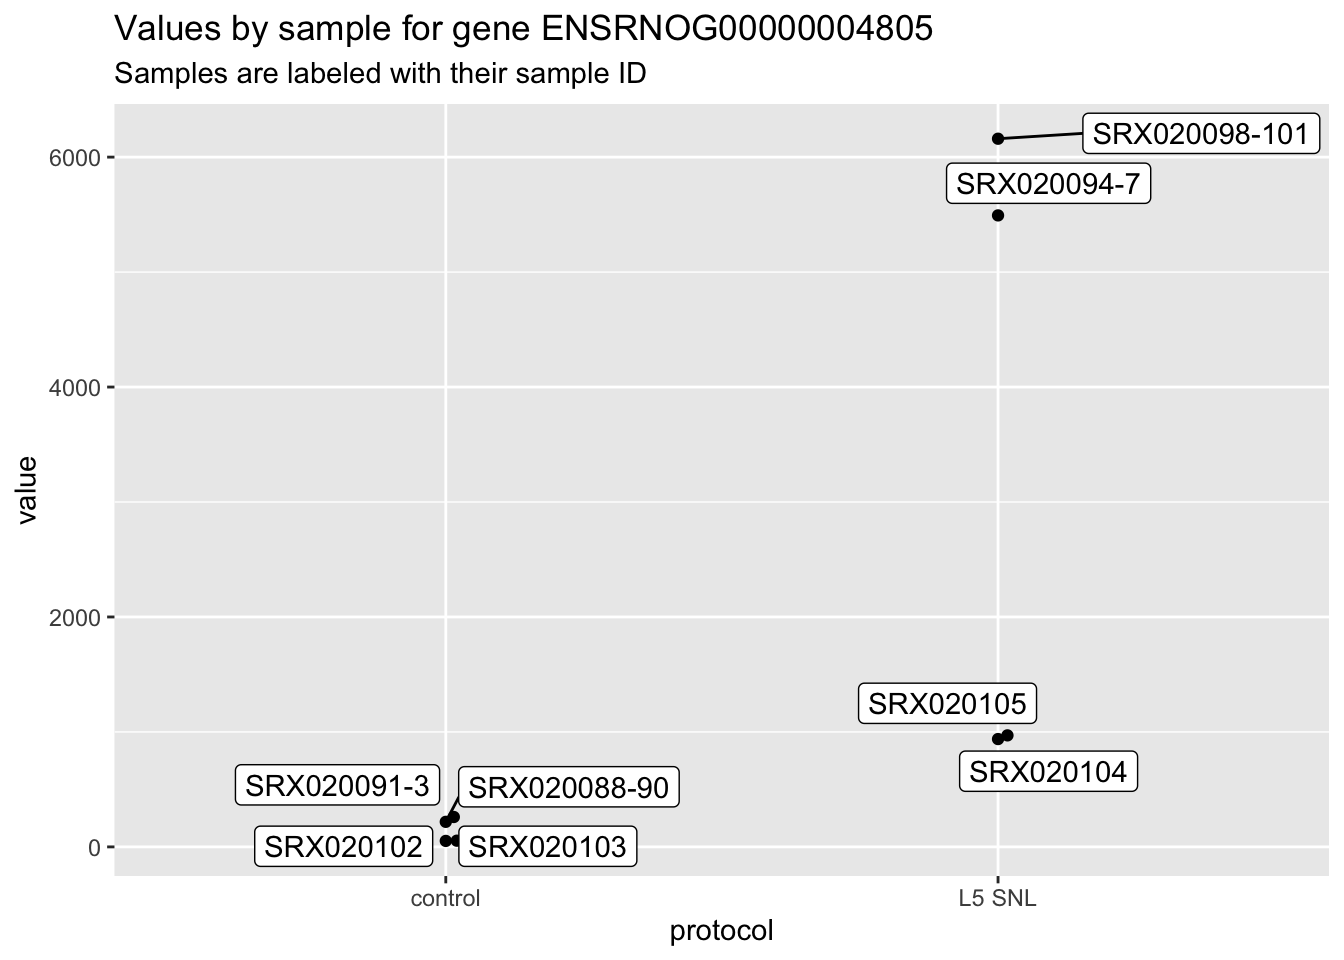 Values by sample for gene ENSRNOG00000004805
Samples are labeled with their sample ID
SRX020098-101
6000
SRX020094-7
4000
value
2000
SRX020105
SRX020104
SRX020091-3
SRX020088-90
SRX020102
SRX020103
0
control
L5 SNL
protocol